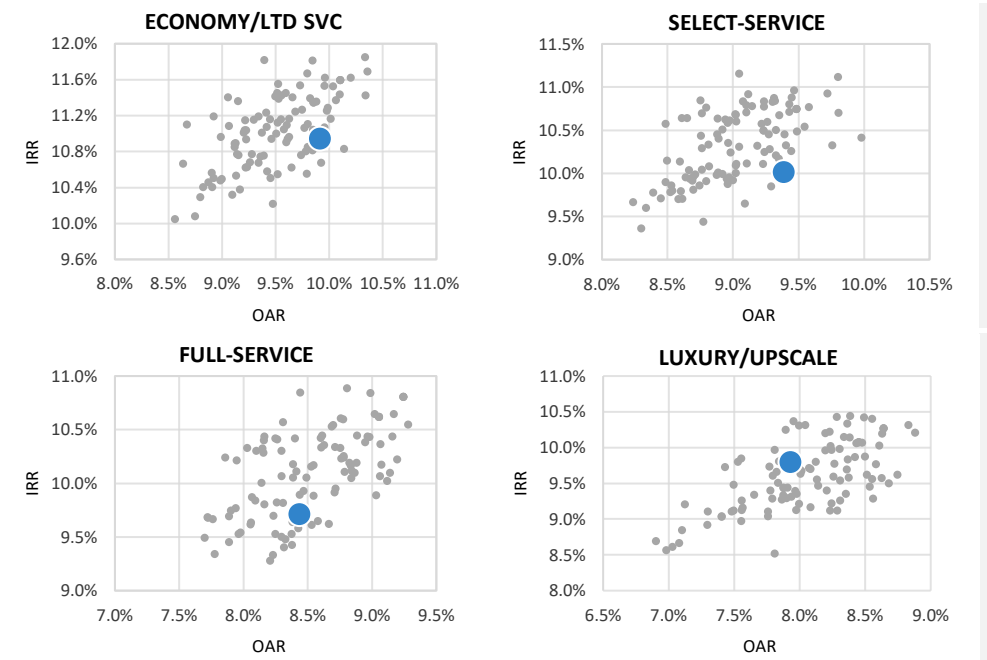 ECONOMY/LTD SVC
12.0%
11.6%
11.2%
10.8%
10.4%
10.0%
9.6%
IRR
8.0% 8.5% 9.0% 9.5% 10.0% 10.5% 11.0%
OAR
SELECT-SERVICE
11.5%
11.0%
10.5%
10.0%
9.5%
9.0%
IRR
8.0% 8.5% 9.0% 9.5% 10.0% 10.5%
OAR
FULL-SERVICE
11.0%
10.5%
10.0%
9.5%
9.0%
IRR
7.0% 7.5% 8.0% 8.5% 9.0% 9.5%
OAR
LUXURY/UPSCALE
11.0%
10.5%
10.0%
9.5%
9.0%
8.5%
8.0%
IRR
6.5% 7.0% 7.5% 8.0% 8.5% 9.0%
OAR